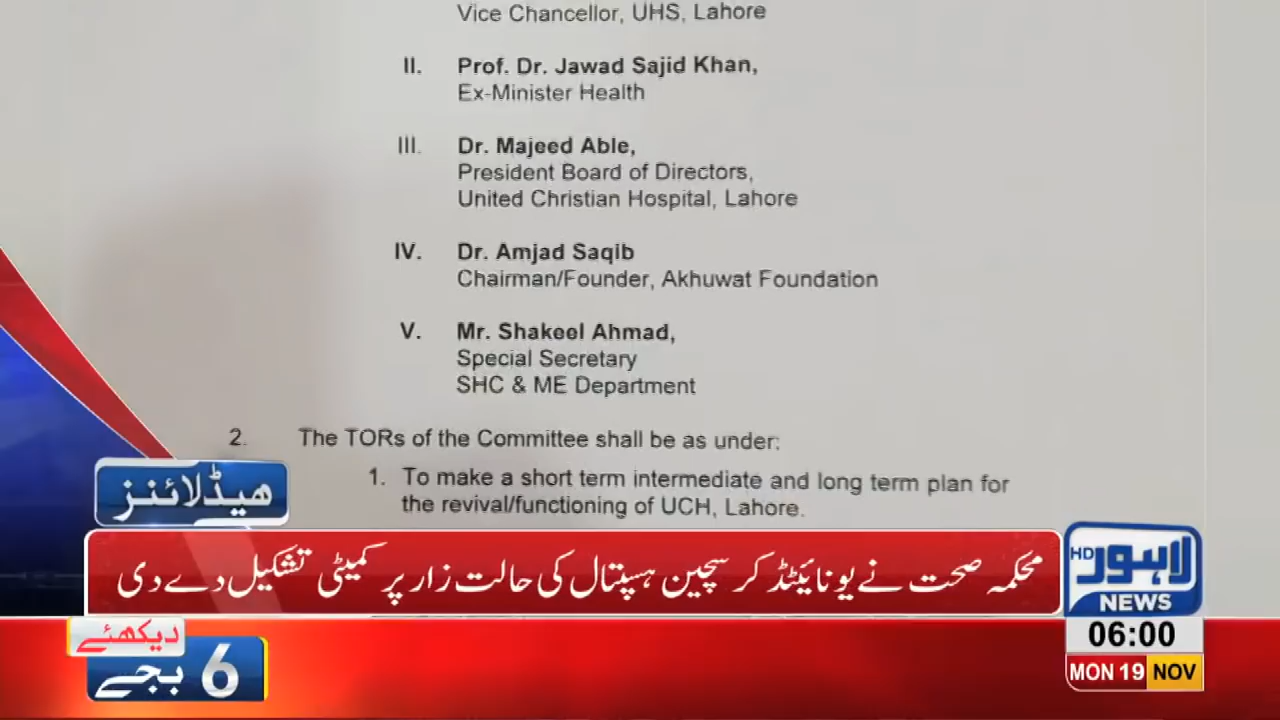 Vice Chancellor, UHS, Lahore
II. Prof. Dr. Jawad Sajid Khan,
Ex-Minister Health
III. Dr. Majeed Able,
President Board of Directors,
United Christian Hospital, Lahore
IV. Dr. Amjad Saqib
Chairman/Founder, Akhuwat Foundation
V. Mr. Shakeel Ahmad,
Special Secretary
SHC & ME Department
2. The TORs of the Committee shall be as under:
1. To make a short term intermediate and long term plan for
the revival/functioning of UCH, Lahore.
ہیڈلائنز
محکمہ صحت نے یونائیٹڈ کرسچین ہسپتال کی حالت زار پر کمیٹی تشکیل دے دی
لاہور HD
NEWS
06:00
MON 19 NOV
دیکھئے
6 بجے